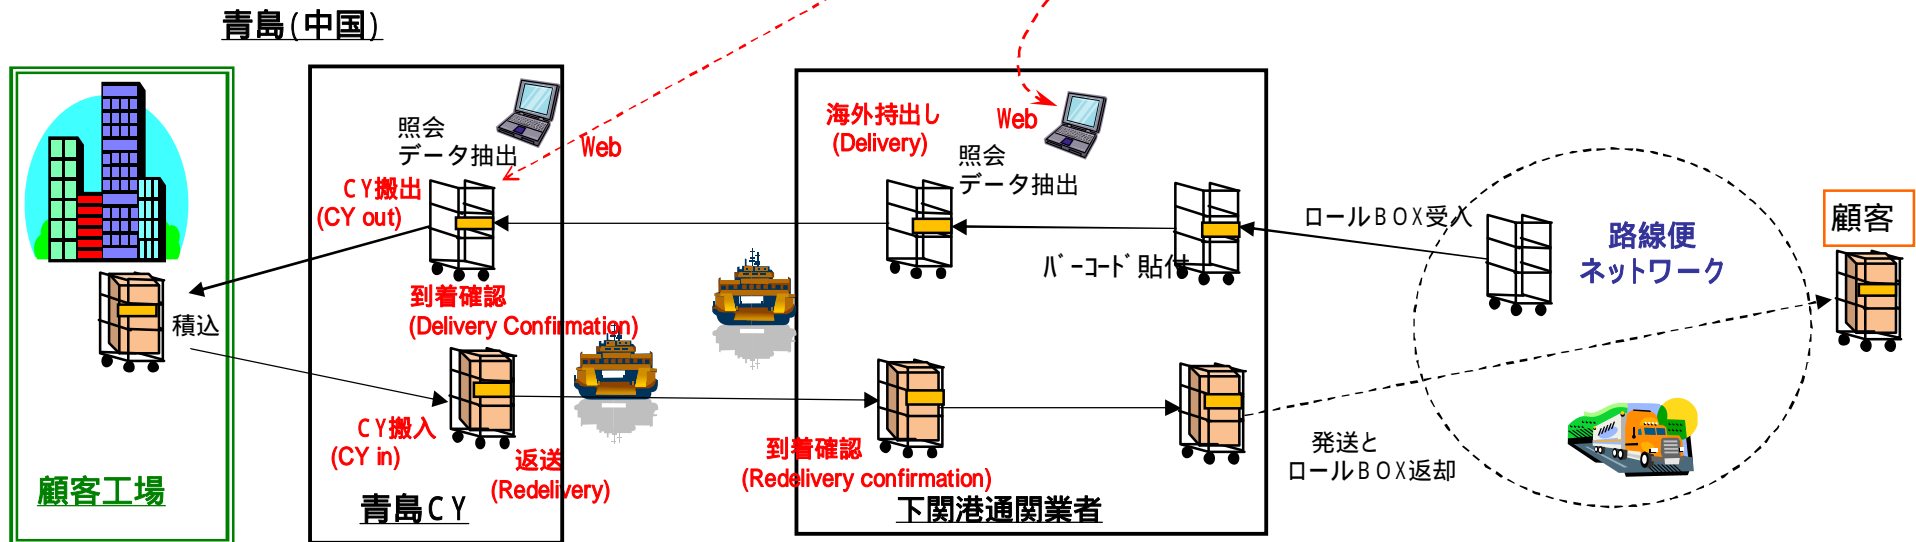 青島(中国)
照会
データ抽出
Web
CY搬出
(CY out)
海外持出し
(Delivery)
Web
照会
データ抽出
ロールBOX受入
路線便
ネットワーク
顧客
バーコード貼付
到着確認
(Delivery Confirmation)
積込
CY搬入
(CY in)
返送
(Redelivery)
到着確認
(Redelivery confirmation)
発送と
ロールBOX返却
顧客工場
青島CY
下関港通関業者